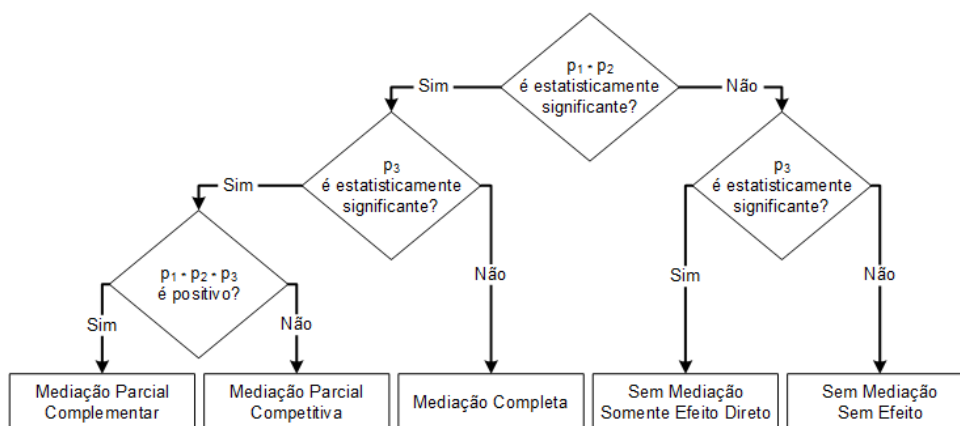 p₁ - p₂
é estatisticamente
significante?
Sim
Não
p₃
é estatisticamente
significante?
p₃
é estatisticamente
significante?
Sim
Não
Sim
Não
p₁ - p₂ - p₃
é positivo?
Sim
Não
Mediação Parcial
Complementar
Mediação Parcial
Competitiva
Mediação Completa
Sem Mediação
Somente Efeito Direto
Sem Mediação
Sem Efeito